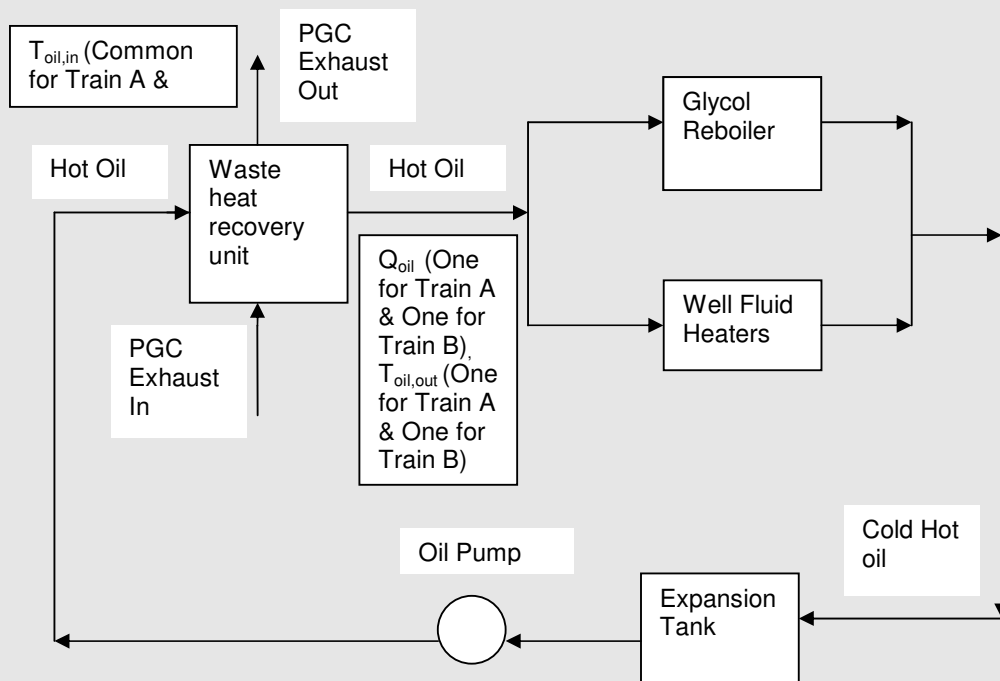 T_oil,in (Common
for Train A &
PGC
Exhaust
Out
Glycol
Reboiler
Hot Oil
Waste
heat
recovery
unit
Hot Oil
Q_oil (One
for Train A
& One for
Train B),
T_oil,out (One
for Train A
& One for
Train B)
Well Fluid
Heaters
PGC
Exhaust
In
Cold Hot
oil
Oil Pump
Expansion
Tank